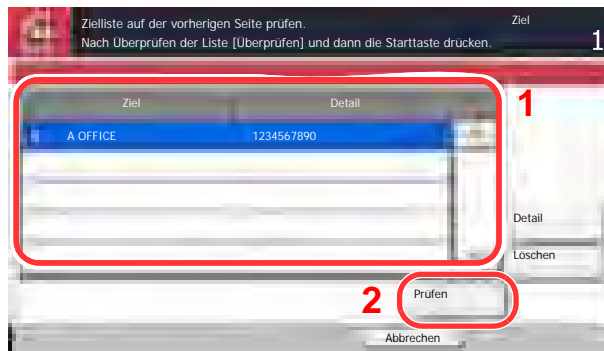 Zielliste auf der vorherigen Seite prüfen.
Ziel
Nach Überprüfen der Liste [Überprüfen] und dann die Starttaste drücken.
1
Ziel Detail
1
A OFFICE 1234567890
Detail
Löschen
2
Prüfen
Abbrechen